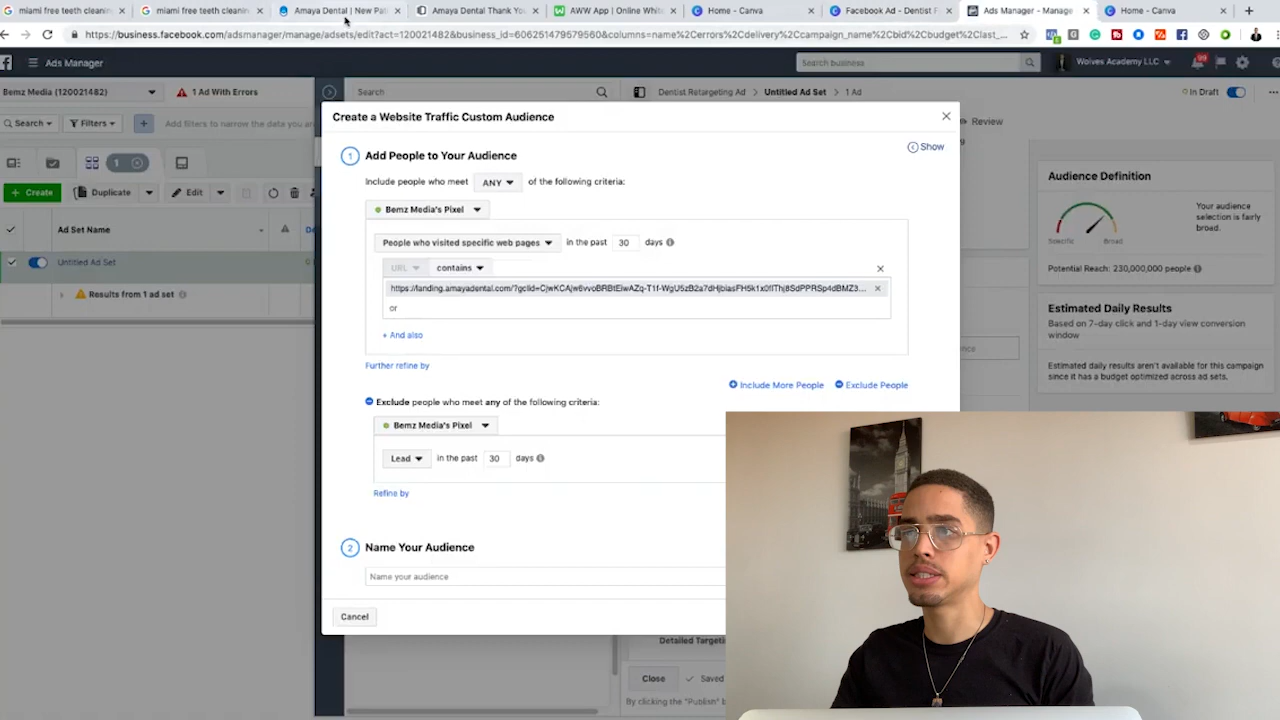 miami free teeth cleanin
miami free teeth cleanin
Amaya Dental | New Pati
Amaya Dental Thank You
AWW App | Online White
Home - Canva
Facebook Ad - Dentist F
Ads Manager - Manage
Home - Canva
https://business.facebook.com/adsmanager/manage/adsets/edit?act=120021482&business_id=606251479579560&columns=name%2Cerrors%2Cdelivery%2Ccampaign_name%2Cbid%2Cbudget%2Clast_...
Ads Manager
Search business
Wolves Academy LLC
99
Bemz Media (120021482)
1 Ad With Errors
Search
Dentist Retargeting Ad
Untitled Ad Set
1 Ad
In Draft
Search
Filters
Add filters to narrow the data you are
Review
1
+ Create
Duplicate
Edit
Ad Set Name
Untitled Ad Set
Results from 1 ad set
Create a Website Traffic Custom Audience
Show
1
Add People to Your Audience
Include people who meet ANY of the following criteria:
Bemz Media's Pixel
People who visited specific web pages in the past 30 days
URL contains
or
+ And also
Further refine by
Include More People
Exclude People
Exclude people who meet any of the following criteria:
Bemz Media's Pixel
Lead in the past 30 days
Refine by
2
Name Your Audience
Name your audience
Cancel
Audience Definition
Your audience selection is fairly broad.
Specific
Broad
Potential Reach: 230,000,000 people
Estimated Daily Results
Based on 7-day click and 1-day view conversion
window
Estimated daily results aren't available for this campaign
since it has a budget optimized across ad sets.
Detailed Targeti
Close
Saved
By clicking the "Publish" b